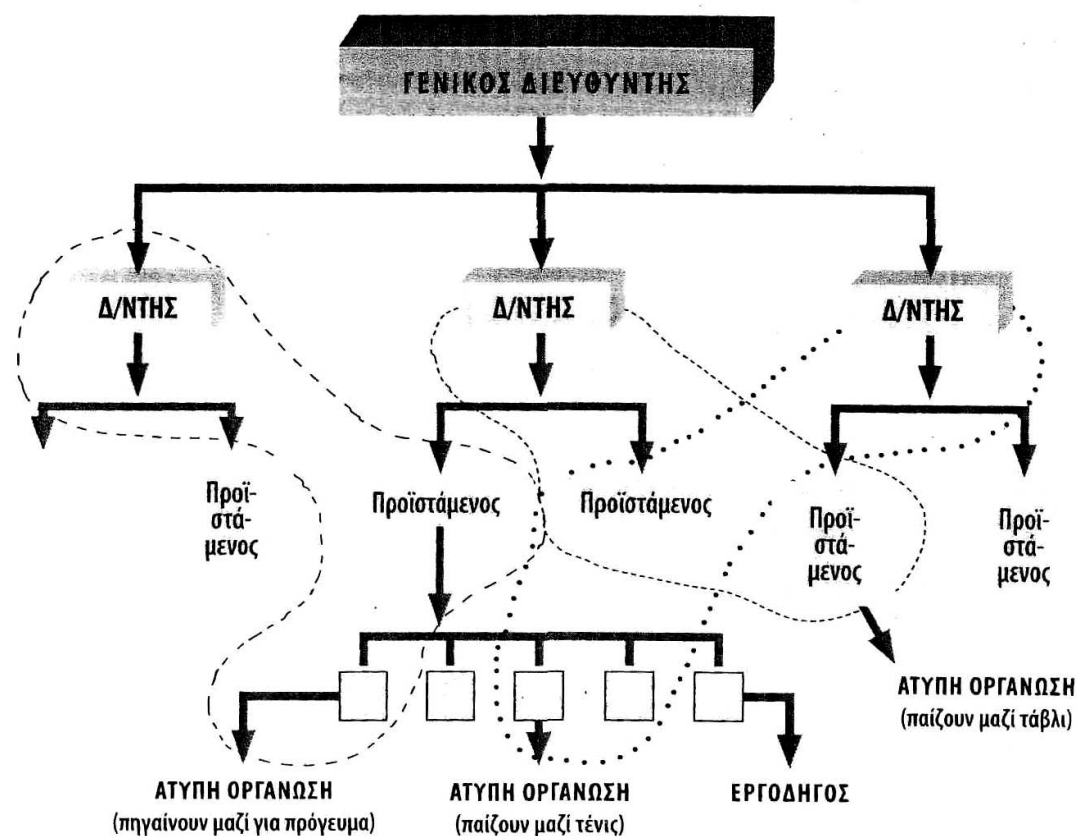 ΓΕΝΙΚΟΣ ΔΙΕΥΘΥΝΤΗΣ
Δ/ΝΤΗΣ
Δ/ΝΤΗΣ
Δ/ΝΤΗΣ
Προϊ-
στά-
μενος
Προϊστάμενος
Προϊστάμενος
Προϊ-
στά-
μενος
Προϊ-
στά-
μενος
ΑΤΥΠΗ ΟΡΓΑΝΩΣΗ
(παίζουν μαζί τάβλι)
ΑΤΥΠΗ ΟΡΓΑΝΩΣΗ
(πηγαίνουν μαζί για πρόγευμα)
ΑΤΥΠΗ ΟΡΓΑΝΩΣΗ
(παίζουν μαζί τένις)
ΕΡΓΟΔΗΓΟΣ